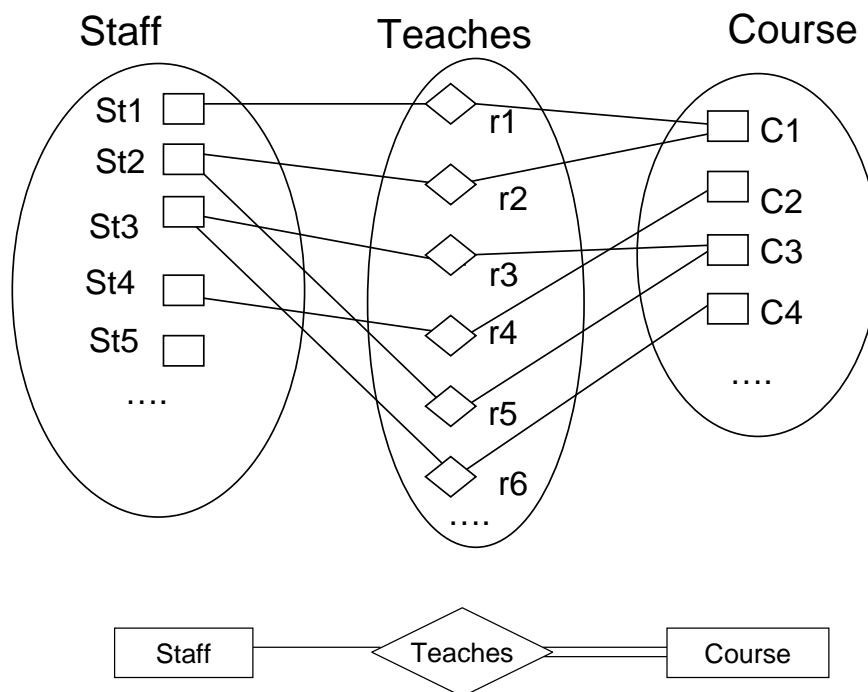 Staff
Teaches
Course
St1
St2
St3
St4
St5
....
r1
r2
r3
r4
r5
r6
....
C1
C2
C3
C4
....
Staff
Teaches
Course